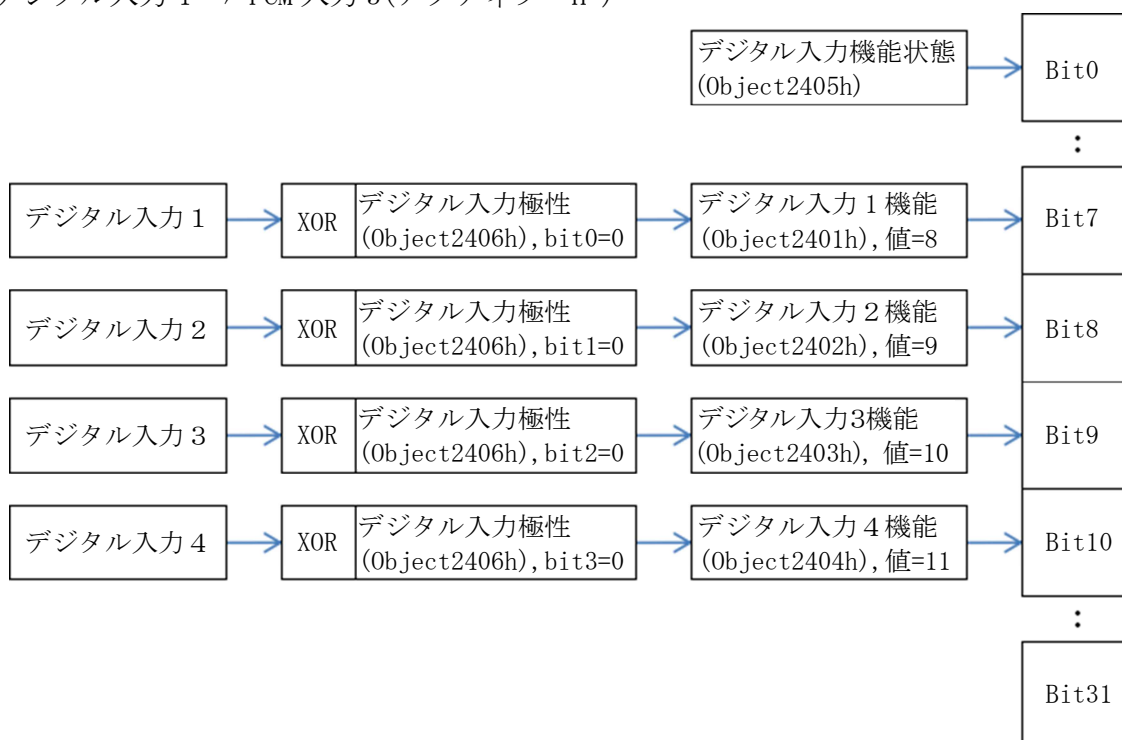 デジタル入力機能状態
(Object2405h)
Bit0
:
デジタル入力1
XOR
デジタル入力極性
(Object2406h),bit0=0
デジタル入力1機能
(Object2401h),値=8
Bit7
デジタル入力2
XOR
デジタル入力極性
(Object2406h),bit1=0
デジタル入力2機能
(Object2402h),値=9
Bit8
デジタル入力3
XOR
デジタル入力極性
(Object2406h),bit2=0
デジタル入力3機能
(Object2403h), 値=10
Bit9
デジタル入力4
XOR
デジタル入力極性
(Object2406h),bit3=0
デジタル入力4機能
(Object2404h),値=11
Bit10
:
Bit31